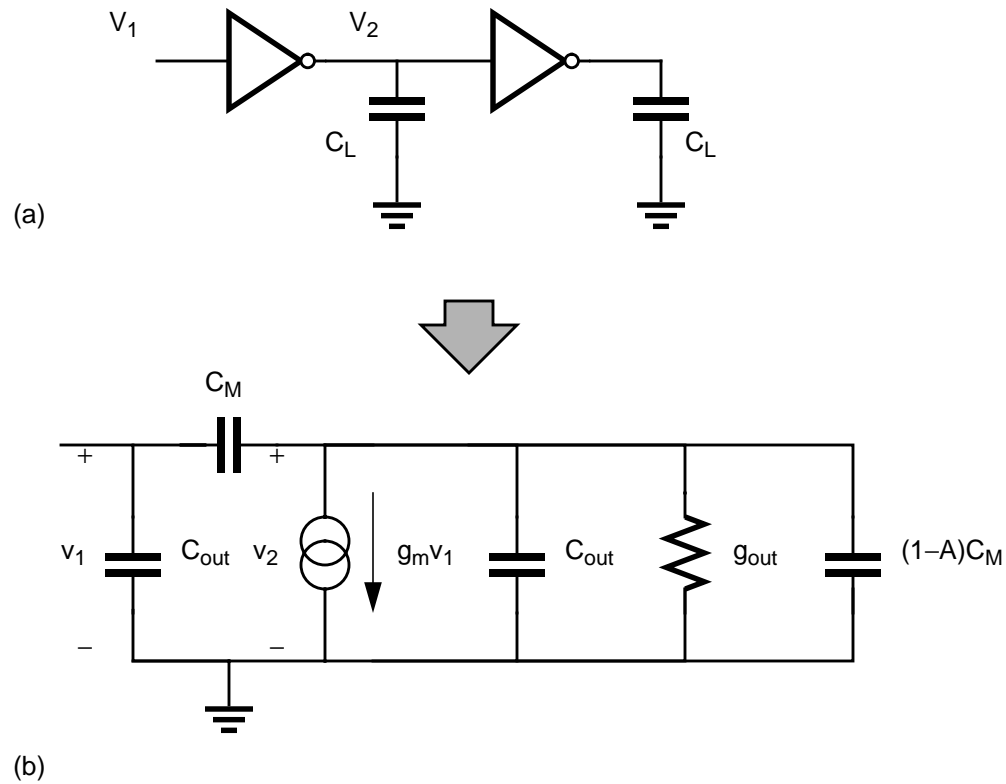 V1 V2
CL CL
(a)
CM
+ +
v1 Cout v2 gmv1 Cout gout (1−A)CM
− −
(b)